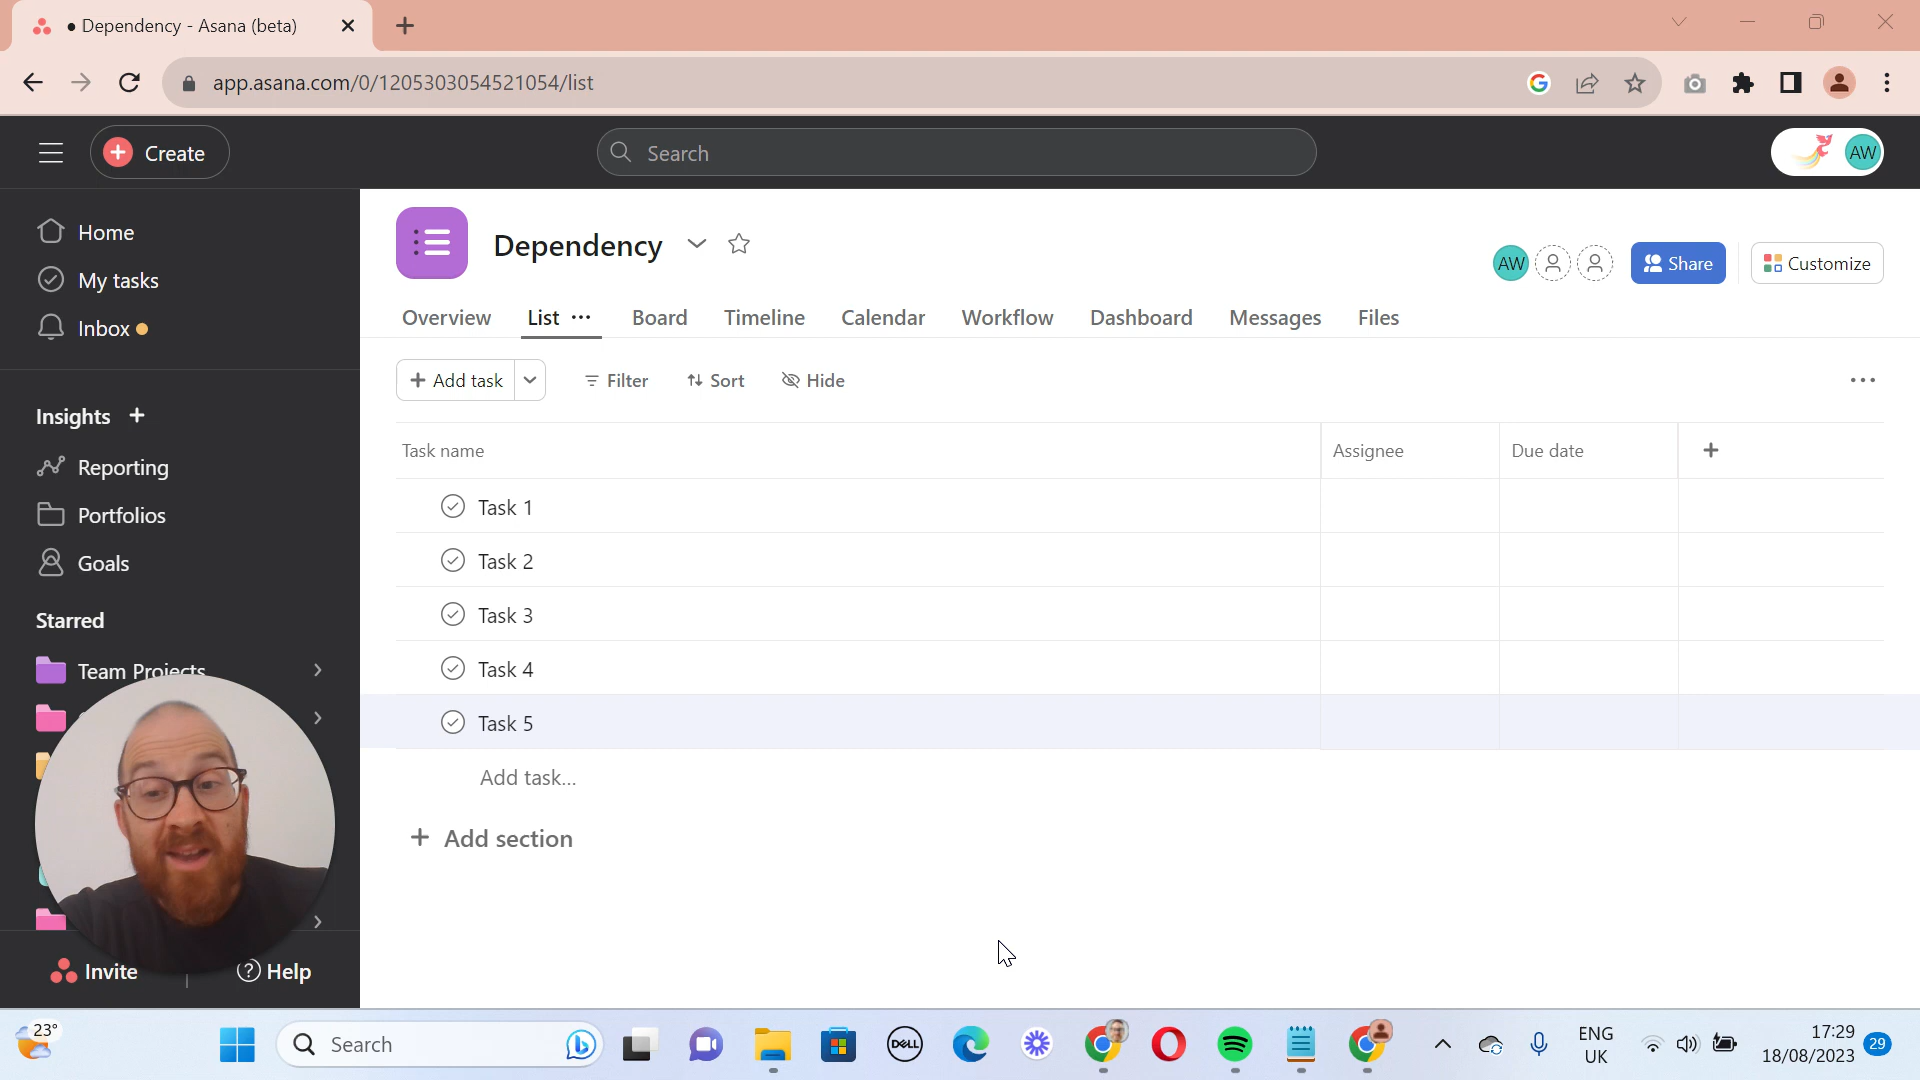 ● Dependency - Asana (beta)
app.asana.com/0/1205303054521054/list
Create
Search
AW
Home
My tasks
Inbox
Insights +
Reporting
Portfolios
Goals
Starred
Team Projects
Invite
Help
Dependency
AW
Share
Customize
Overview List Board Timeline Calendar Workflow Dashboard Messages Files
+ Add task
Filter
Sort
Hide
Task name Assignee Due date +
Task 1
Task 2
Task 3
Task 4
Task 5
Add task...
+ Add section
23°
Search
DELL
ENG
UK
17:29
18/08/2023
29